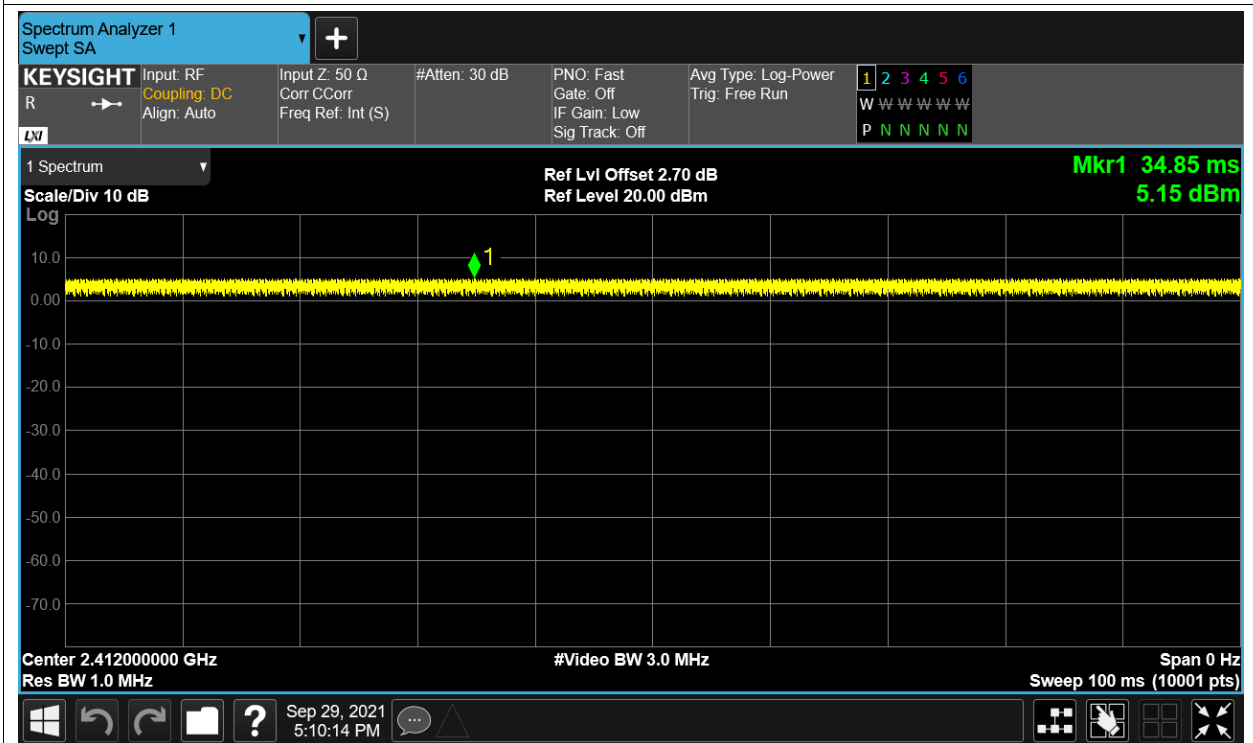 Spectrum Analyzer 1
Swept SA
KEYSIGHT
R
LXI
Input: RF
Coupling: DC
Align: Auto
Input Z: 50 Ω
Corr CCorr
Freq Ref: Int (S)
#Atten: 30 dB
PNO: Fast
Gate: Off
IF Gain: Low
Sig Track: Off
Avg Type: Log-Power
Trig: Free Run
1 2 3 4 5 6
W W W W W W
P N N N N N
1 Spectrum
Scale/Div 10 dB
Log
Ref Lvl Offset 2.70 dB
Ref Level 20.00 dBm
Mkr1 34.85 ms
5.15 dBm
1
10.0
0.00
-10.0
-20.0
-30.0
-40.0
-50.0
-60.0
-70.0
Center 2.412000000 GHz
Res BW 1.0 MHz
#Video BW 3.0 MHz
Span 0 Hz
Sweep 100 ms (10001 pts)
?
Sep 29, 2021
5:10:14 PM